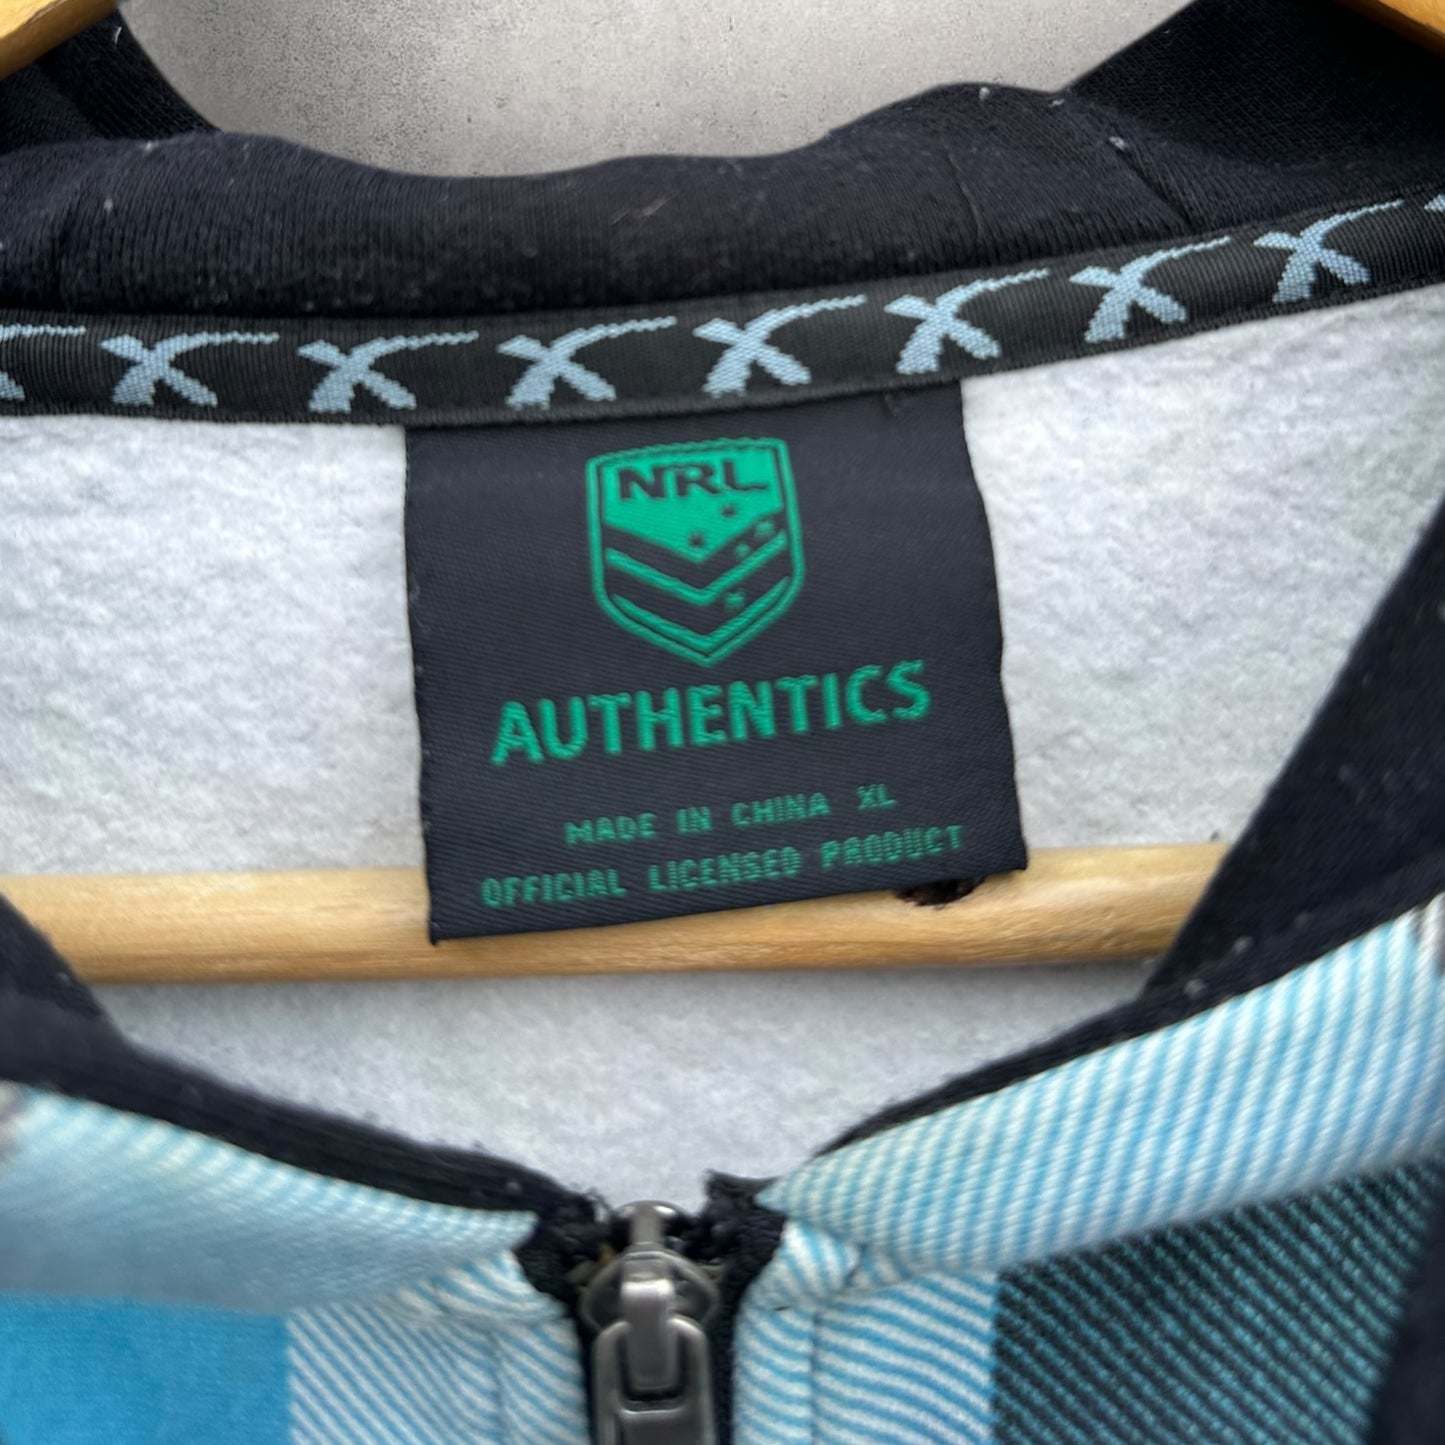 NRL
AUTHENTICS
MADE IN CHINA XL
OFFICIAL LICENSED PRODUCT